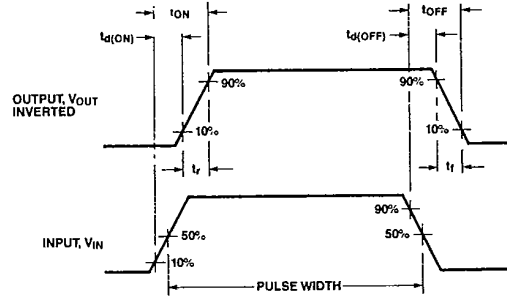 tON
tOFF
td(ON)
td(OFF)
90%
90%
OUTPUT, VOUT
INVERTED
10%
10%
tr
tf
90%
INPUT, VIN
50%
50%
10%
PULSE WIDTH